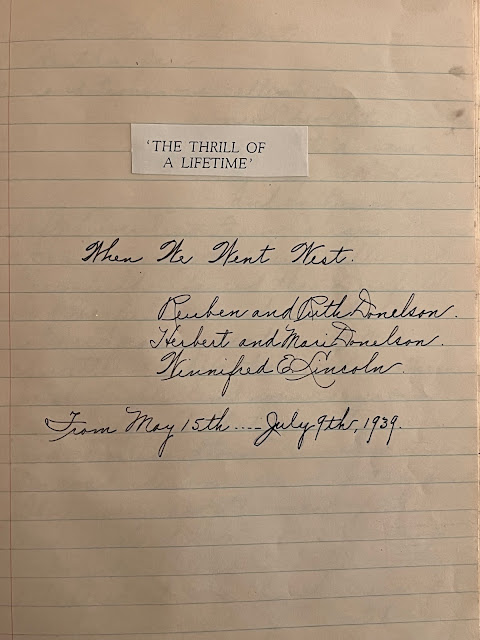 'THE THRILL OF
A LIFETIME'
When We Went West.
Reuben and Ruth Donelson.
Herbert and Mari Donelson.
Winnifred E Lincoln.
From May 15th....July 9th, 1939.